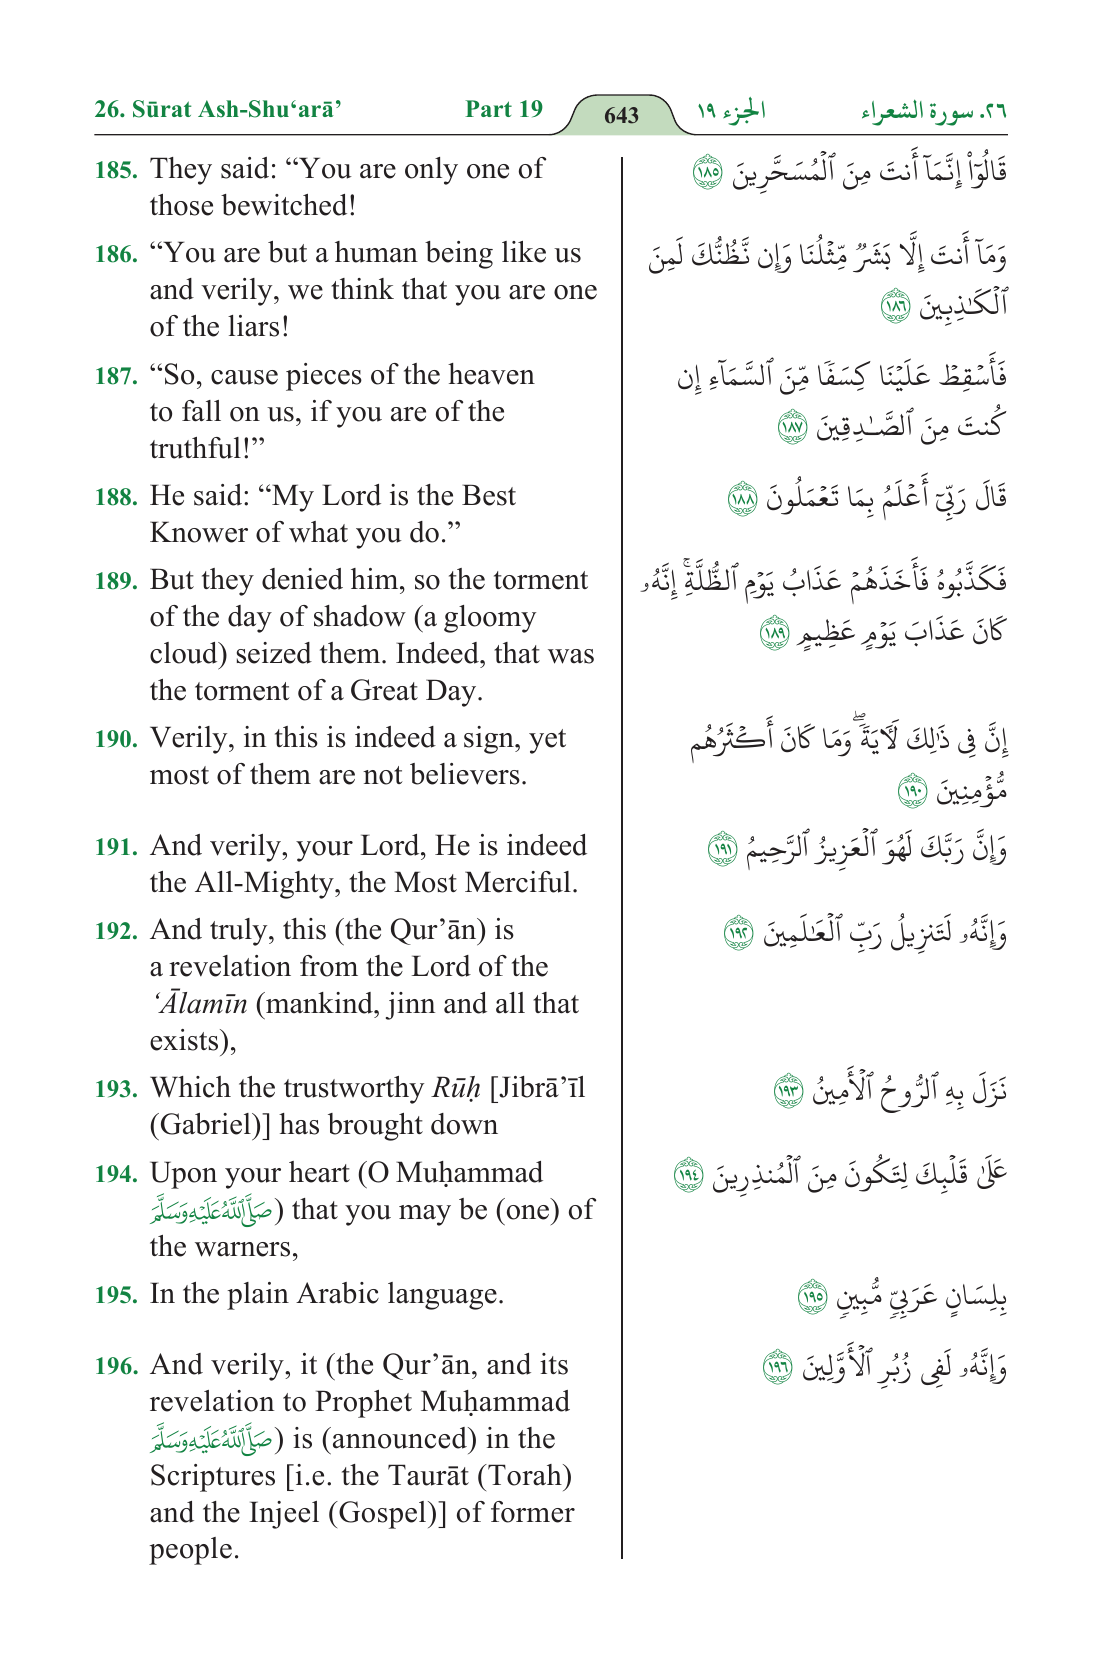 26. Sūrat Ash-Shu‘arā’ Part 19 643 الجزء ١٩ ٢٦. سورة الشعراء
185. They said: “You are only one of
those bewitched!
186. “You are but a human being like us
and verily, we think that you are one
of the liars!
187. “So, cause pieces of the heaven
to fall on us, if you are of the
truthful!”
188. He said: “My Lord is the Best
Knower of what you do.”
189. But they denied him, so the torment
of the day of shadow (a gloomy
cloud) seized them. Indeed, that was
the torment of a Great Day.
190. Verily, in this is indeed a sign, yet
most of them are not believers.
191. And verily, your Lord, He is indeed
the All-Mighty, the Most Merciful.
192. And truly, this (the Qur’ān) is
a revelation from the Lord of the
‘Ālamīn (mankind, jinn and all that
exists),
193. Which the trustworthy Rūḥ [Jibrā’īl
(Gabriel)] has brought down
194. Upon your heart (O Muḥammad
صَلَّى اللَّهُ عَلَيْهِ وَسَلَّمَ) that you may be (one) of
the warners,
195. In the plain Arabic language.
196. And verily, it (the Qur’ān, and its
revelation to Prophet Muḥammad
صَلَّى اللَّهُ عَلَيْهِ وَسَلَّمَ) is (announced) in the
Scriptures [i.e. the Taurāt (Torah)
and the Injeel (Gospel)] of former
people.
قَالُوٓا۟ إِنَّمَآ أَنتَ مِنَ ٱلْمُسَحَّرِينَ ١٨٥
وَمَآ أَنتَ إِلَّا بَشَرٌ مِّثْلُنَا وَإِن نَّظُنُّكَ لَمِنَ
ٱلْكَـٰذِبِينَ ١٨٦
فَأَسْقِطْ عَلَيْنَا كِسَفًا مِّنَ ٱلسَّمَآءِ إِن
كُنتَ مِنَ ٱلصَّـٰدِقِينَ ١٨٧
قَالَ رَبِّىٓ أَعْلَمُ بِمَا تَعْمَلُونَ ١٨٨
فَكَذَّبُوهُ فَأَخَذَهُمْ عَذَابُ يَوْمِ ٱلظُّلَّةِ ۚ إِنَّهُۥ
كَانَ عَذَابَ يَوْمٍ عَظِيمٍ ١٨٩
إِنَّ فِى ذَٰلِكَ لَـَٔايَةً ۖ وَمَا كَانَ أَكْثَرُهُم
مُّؤْمِنِينَ ١٩٠
وَإِنَّ رَبَّكَ لَهُوَ ٱلْعَزِيزُ ٱلرَّحِيمُ ١٩١
وَإِنَّهُۥ لَتَنزِيلُ رَبِّ ٱلْعَـٰلَمِينَ ١٩٢
نَزَلَ بِهِ ٱلرُّوحُ ٱلْأَمِينُ ١٩٣
عَلَىٰ قَلْبِكَ لِتَكُونَ مِنَ ٱلْمُنذِرِينَ ١٩٤
بِلِسَانٍ عَرَبِىٍّ مُّبِينٍ ١٩٥
وَإِنَّهُۥ لَفِى زُبُرِ ٱلْأَوَّلِينَ ١٩٦